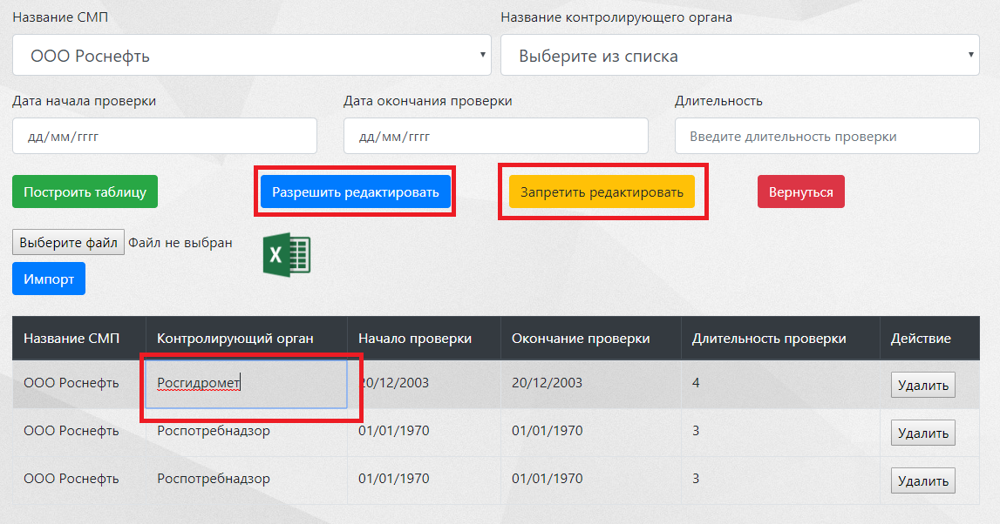 Название СМП Название контролирующего органа
ООО Роснефть Выберите из списка
Дата начала проверки Дата окончания проверки Длительность
дд/мм/гггг дд/мм/гггг Введите длительность проверки
Построить таблицу Разрешить редактировать Запретить редактировать Вернуться
Выберите файл Файл не выбран
X
Импорт
Название СМП Контролирующий орган Начало проверки Окончание проверки Длительность проверки Действие
ООО Роснефть Росгидромет 20/12/2003 20/12/2003 4 Удалить
ООО Роснефть Роспотребнадзор 01/01/1970 01/01/1970 3 Удалить
ООО Роснефть Роспотребнадзор 01/01/1970 01/01/1970 3 Удалить